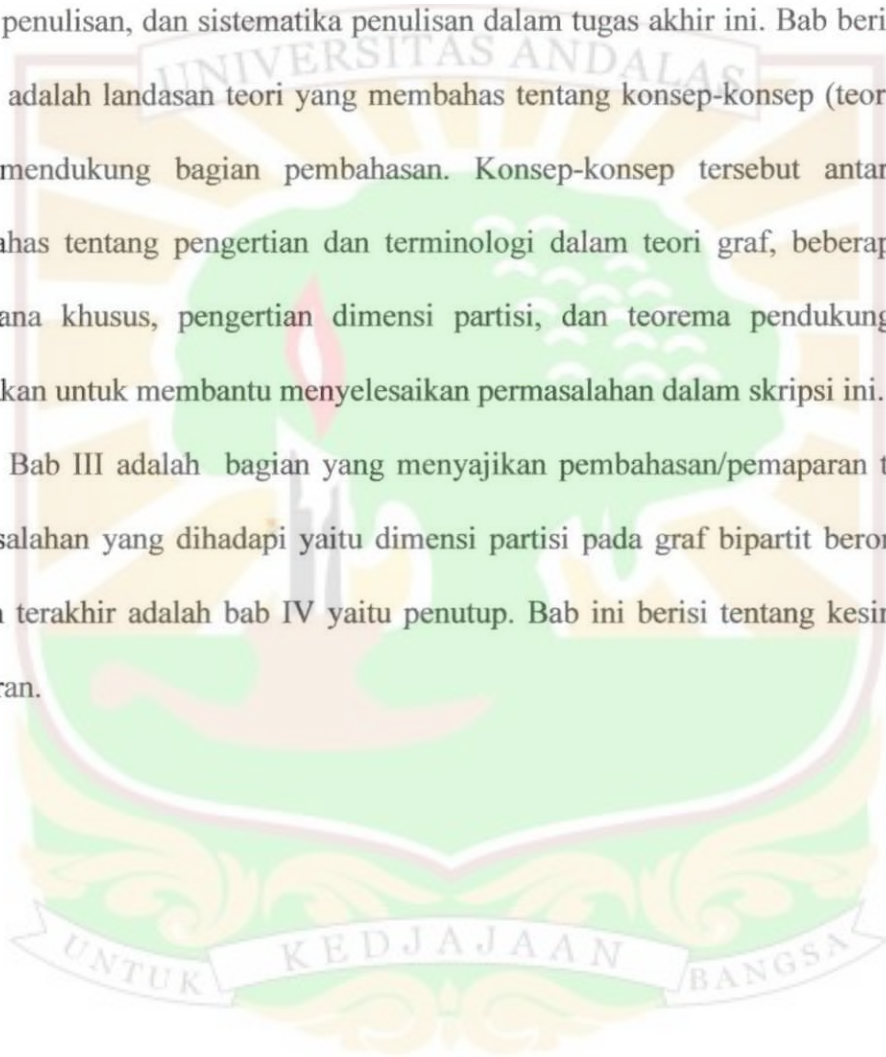 penulisan, dan sistematika penulisan dalam tugas akhir ini. Bab beri
UNIVERSITAS ANDALAS
adalah landasan teori yang membahas tentang konsep-konsep (teor
mendukung bagian pembahasan. Konsep-konsep tersebut antar
ahas tentang pengertian dan terminologi dalam teori graf, beberap
ana khusus, pengertian dimensi partisi, dan teorema pendukung
kan untuk membantu menyelesaikan permasalahan dalam skripsi ini.
Bab III adalah bagian yang menyajikan pembahasan/pemaparan t
salahan yang dihadapi yaitu dimensi partisi pada graf bipartit beror
terakhir adalah bab IV yaitu penutup. Bab ini berisi tentang kesir
ran.
UNTUK KEDJAJAAN BANGSA